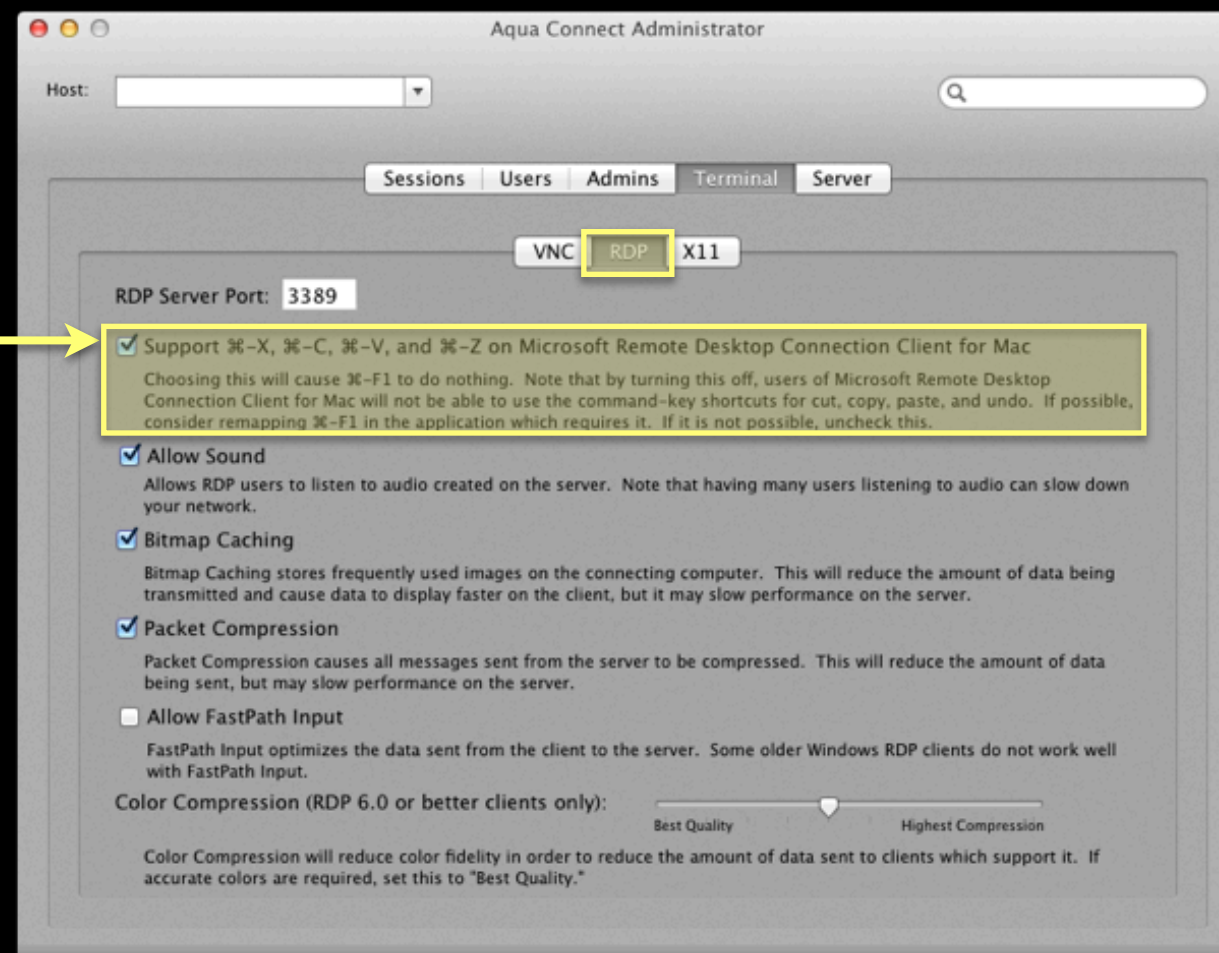 Aqua Connect Administrator
Host:
Sessions Users Admins Terminal Server
VNC RDP X11
RDP Server Port: 3389
Support ⌘-X, ⌘-C, ⌘-V, and ⌘-Z on Microsoft Remote Desktop Connection Client for Mac
Choosing this will cause ⌘-F1 to do nothing. Note that by turning this off, users of Microsoft Remote Desktop
Connection Client for Mac will not be able to use the command-key shortcuts for cut, copy, paste, and undo. If possible,
consider remapping ⌘-F1 in the application which requires it. If it is not possible, uncheck this.
Allow Sound
Allows RDP users to listen to audio created on the server. Note that having many users listening to audio can slow down
your network.
Bitmap Caching
Bitmap Caching stores frequently used images on the connecting computer. This will reduce the amount of data being
transmitted and cause data to display faster on the client, but it may slow performance on the server.
Packet Compression
Packet Compression causes all messages sent from the server to be compressed. This will reduce the amount of data
being sent, but may slow performance on the server.
Allow FastPath Input
FastPath Input optimizes the data sent from the client to the server. Some older Windows RDP clients do not work well
with FastPath Input.
Color Compression (RDP 6.0 or better clients only):
Best Quality Highest Compression
Color Compression will reduce color fidelity in order to reduce the amount of data sent to clients which support it. If
accurate colors are required, set this to "Best Quality."